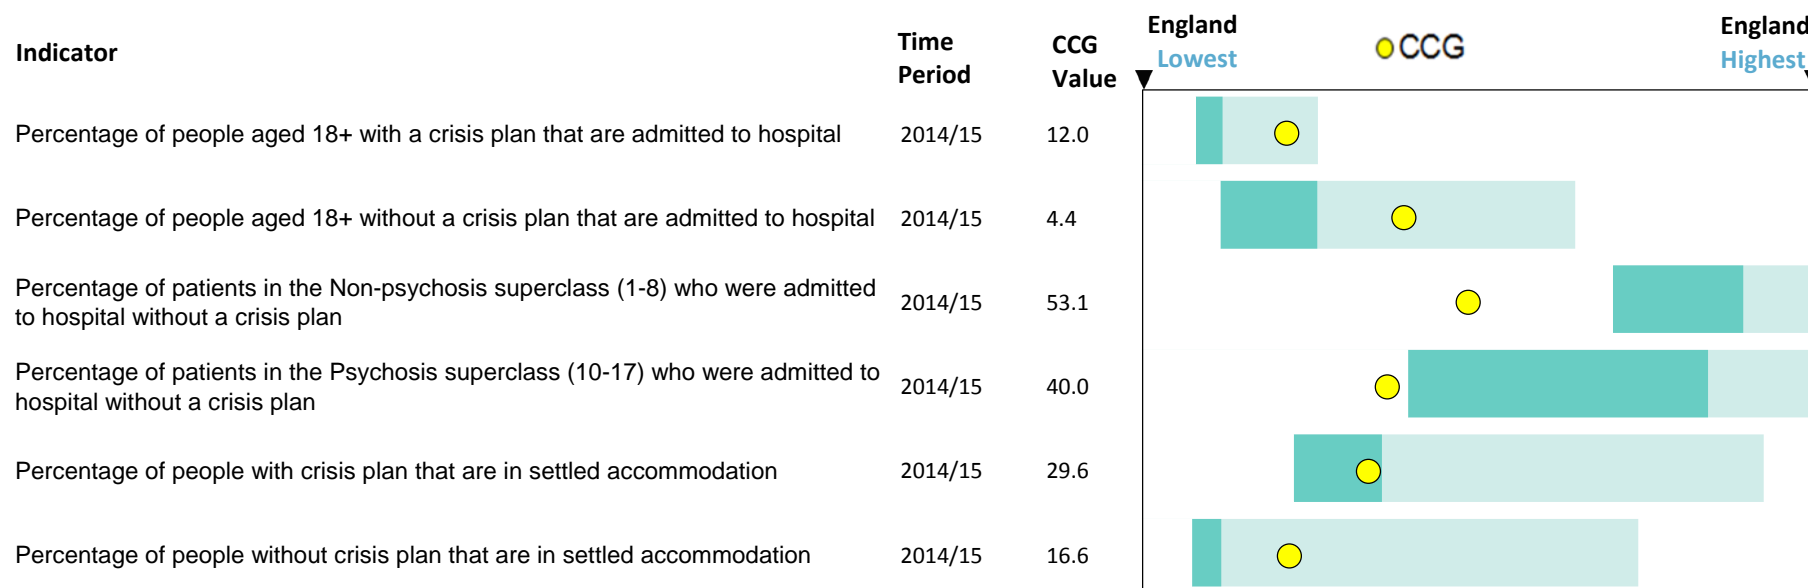 Indicator
Time Period
CCG Value
England Lowest
CCG
England Highest
Percentage of people aged 18+ with a crisis plan that are admitted to hospital 2014/15 12.0
Percentage of people aged 18+ without a crisis plan that are admitted to hospital 2014/15 4.4
Percentage of patients in the Non-psychosis superclass (1-8) who were admitted
to hospital without a crisis plan 2014/15 53.1
Percentage of patients in the Psychosis superclass (10-17) who were admitted to
hospital without a crisis plan 2014/15 40.0
Percentage of people with crisis plan that are in settled accommodation 2014/15 29.6
Percentage of people without crisis plan that are in settled accommodation 2014/15 16.6